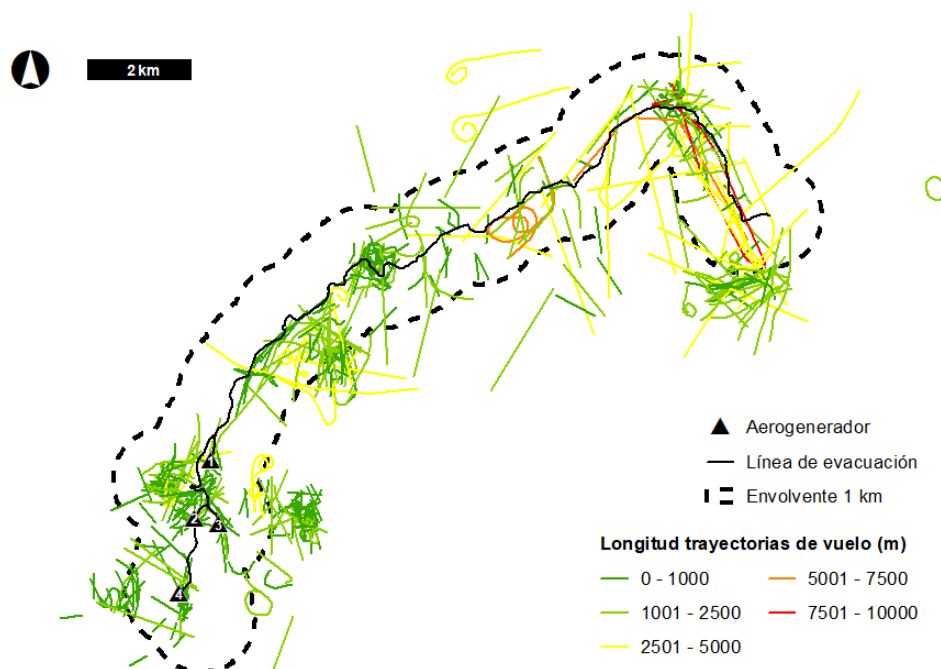 2 km
1
2
3
4
Aerogenerador
Línea de evacuación
Envolvente 1 km
Longitud trayectorias de vuelo (m)
0 - 1000
5001 - 7500
1001 - 2500
7501 - 10000
2501 - 5000